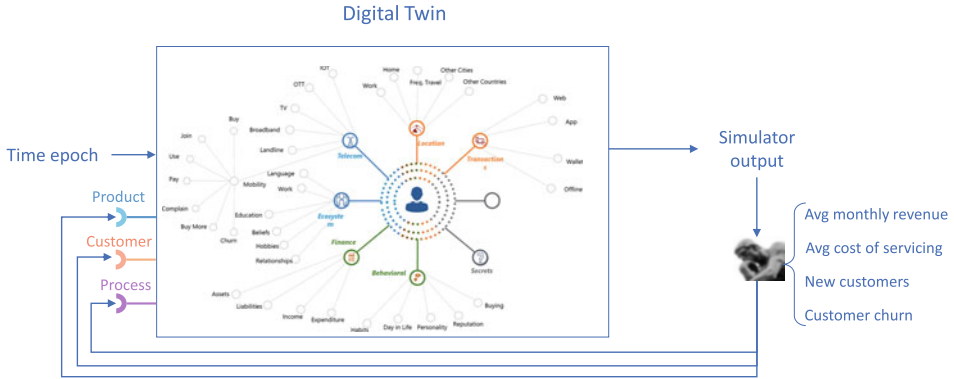 Digital Twin
IOT
Home
Other Cities
OTT
Work
Freq. Travel
Other Countries
TV
Web
Buy
App
Join
Broadband
Location
Use
Landline
Telecom
Transaction
s
Wallet
Time epoch
Simulator
output
Pay
Mobility
Language
Work
Offline
Product
Complain
Education
Ecosyste
m
Avg monthly revenue
Buy More
Beliefs
Customer
Churn
Hobbies
Finance
Avg cost of servicing
Relationships
Behavioral
Secrets
Process
New customers
Assets
Liabilities
Buying
Income
Expenditure
Reputation
Customer churn
Habits
Day in Life
Personality